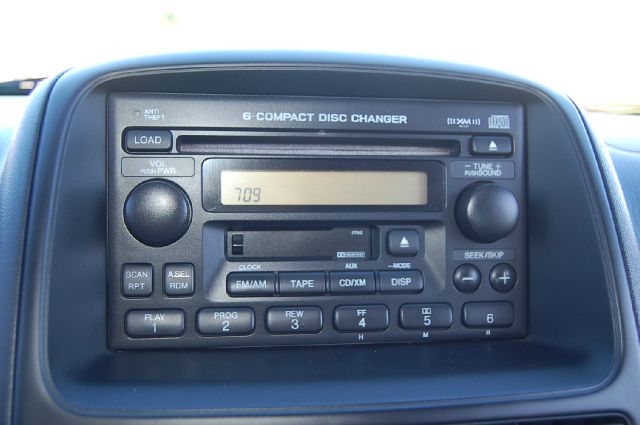 ANTI
THEFT
6-COMPACT DISC CHANGER
((XM))
disc
LOAD
VOL
PUSH PWR
— TUNE +
PUSH SOUND
709
SEEK/SKIP
SCAN
RPT
A.SEL
RDM
CLOCK
AUX
—MODE
FM/AM
TAPE
CD/XM
DISP
— +
PLAY
1
PROG
2
REW
3
FF
4
5
6
H
M
R